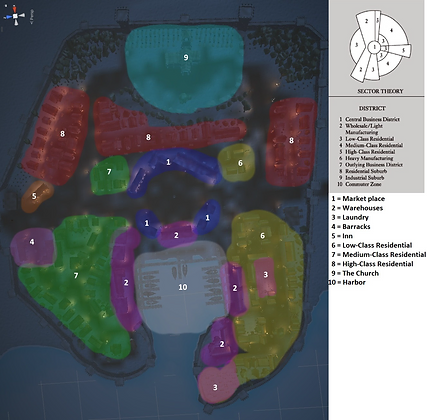 < Persp
9
8
8
8
1
6
7
5
1
1
4
2
6
7
2
10
2
3
2
3
SECTOR THEORY
DISTRICT
1 Central Business District
2 Wholesale/Light
Manufacturing
3 Low-Class Residential
4 Medium-Class Residential
5 High-Class Residential
6 Heavy Manufacturing
7 Outlying Business District
8 Residential Suburb
9 Industrial Suburb
10 Commuter Zone
1 = Market place
2 = Warehouses
3 = Laundry
4 = Barracks
5 = Inn
6 = Low-Class Residential
7 = Medium-Class Residential
8 = High-Class Residential
9 = The Church
10 = Harbor